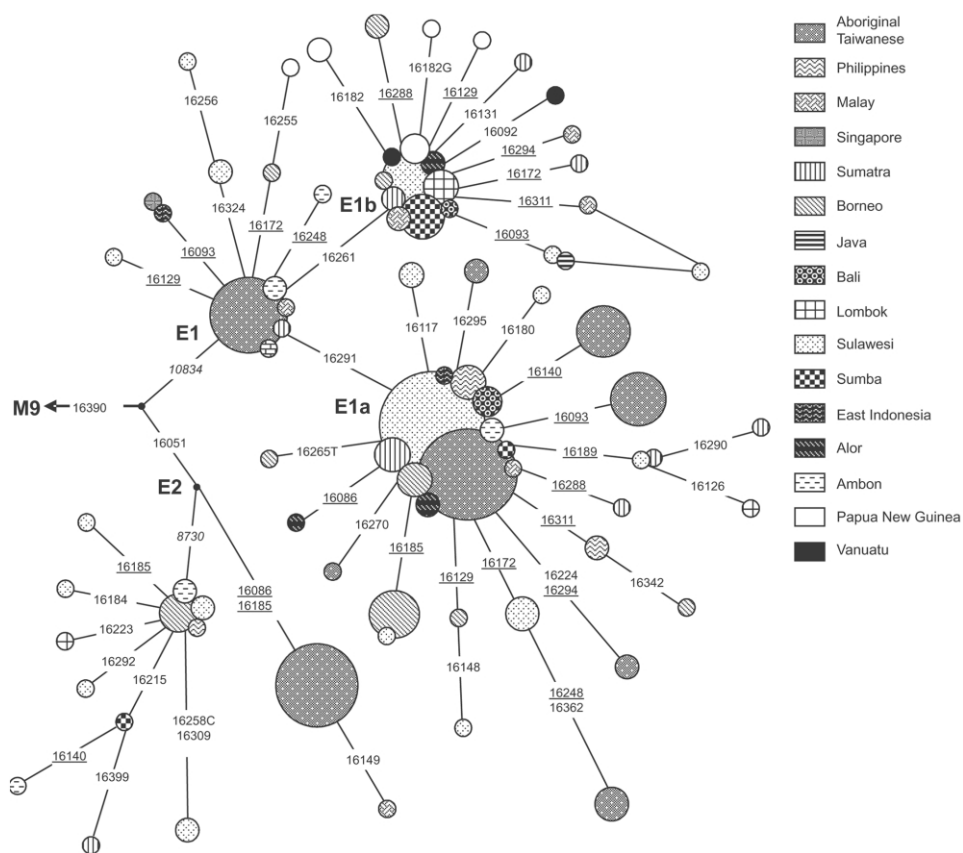 16256
16255
16324
16172
16093
16129
16248
16261
E1
10834
M9
16390
16051
E2
8730
16182
16288
16182G
16129
16131
16092
16294
16172
16311
16093
E1b
16291
16117
16295
16180
16140
16093
E1a
16265T
16086
16270
16185
16189
16290
16126
16288
16311
16342
16129
16172
16224
16294
16148
16248
16362
16185
16184
16223
16292
16215
16258C
16309
16140
16399
16086
16185
16149
Aboriginal
Taiwanese
Philippines
Malay
Singapore
Sumatra
Borneo
Java
Bali
Lombok
Sulawesi
Sumba
East Indonesia
Alor
Ambon
Papua New Guinea
Vanuatu